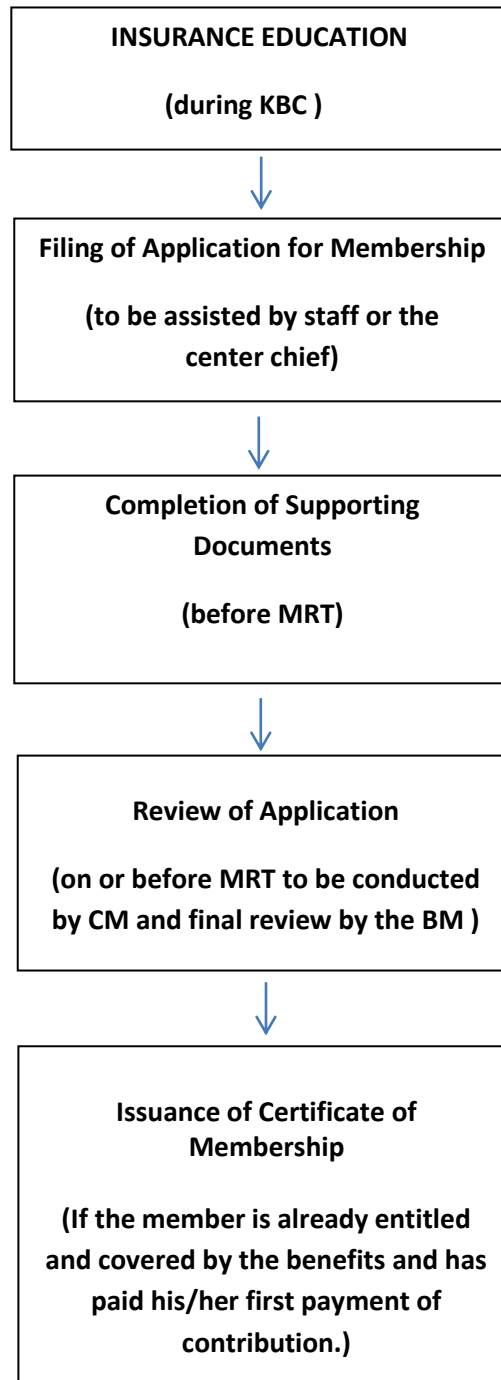 INSURANCE EDUCATION
(during KBC )
Filing of Application for Membership
(to be assisted by staff or the
center chief)
Completion of Supporting
Documents
(before MRT)
Review of Application
(on or before MRT to be conducted
by CM and final review by the BM )
Issuance of Certificate of
Membership
(If the member is already entitled
and covered by the benefits and has
paid his/her first payment of
contribution.)